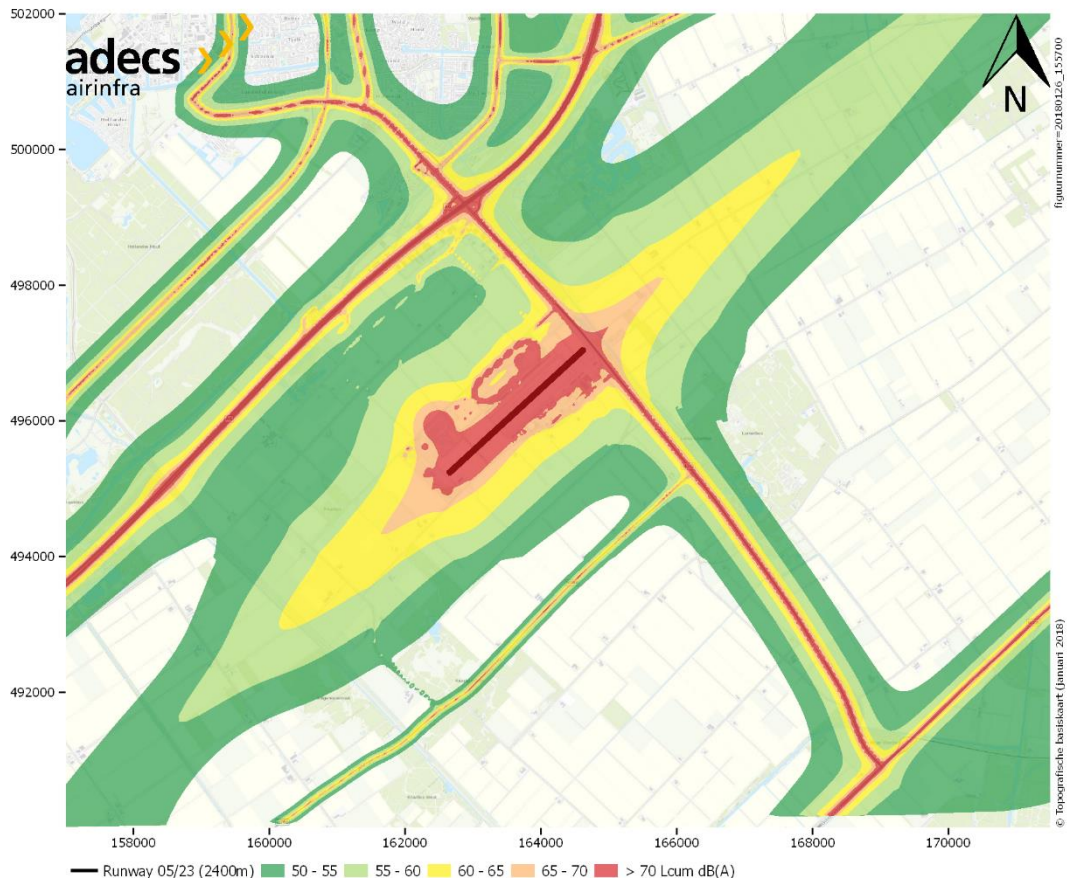 502000
500000
498000
496000
494000
492000
adecs
airinfra
N
figuurnummer=20180126_155700
© Topografische basiskaart (januari 2018)
158000 160000 162000 164000 166000 168000 170000
Runway 05/23 (2400m) 50 - 55 55 - 60 60 - 65 65 - 70 > 70 Lcum dB(A)